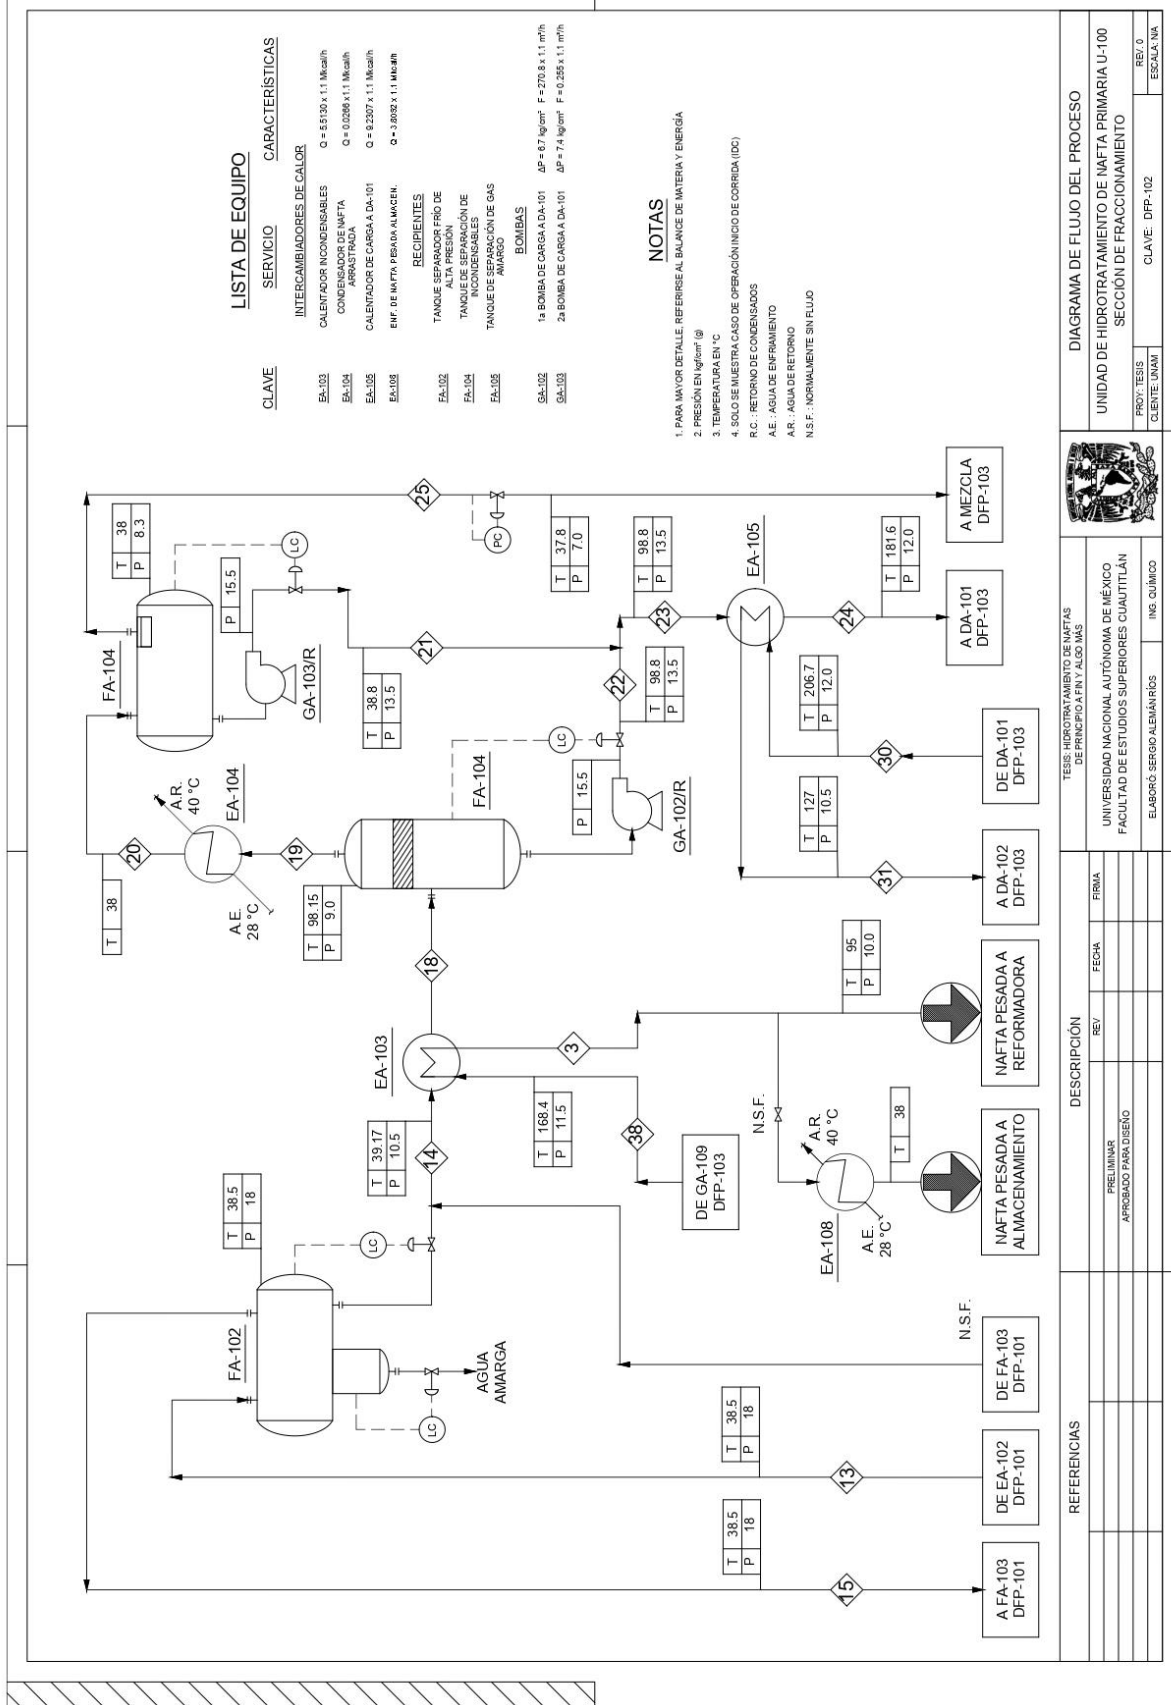 LISTA DE EQUIPO
CLAVE SERVICIO CARACTERÍSTICAS
INTERCAMBIADORES DE CALOR
EA-103 CALENTADOR INCONDENSABLES Q = 5.5130 x 1.1 Mkcal/h
EA-104 CONDENSADOR DE NAFTA ARRASTRADA Q = 0.0266 x 1.1 Mkcal/h
EA-105 CALENTADOR DE CARGA A DA-101 Q = 9.2307 x 1.1 Mkcal/h
EA-108 ENF. DE NAFTA PESADA ALMACEN. Q = 3.8092 x 1.1 Mkcal/h
RECIPIENTES
FA-102 TANQUE SEPARADOR FRÍO DE ALTA PRESIÓN
FA-104 TANQUE DE SEPARACIÓN DE INCONDENSABLES
FA-105 TANQUE DE SEPARACIÓN DE GAS AMARGO
BOMBAS
GA-102 1a BOMBA DE CARGA A DA-101 ΔP = 6.7 kg/cm² F = 270.8 x 1.1 m³/h
GA-103 2a BOMBA DE CARGA A DA-101 ΔP = 7.4 kg/cm² F = 0.255 x 1.1 m³/h
NOTAS
1. PARA MAYOR DETALLE, REFERIRSE AL BALANCE DE MATERIA Y ENERGÍA
2. PRESIÓN EN kgf/cm² (g)
3. TEMPERATURA EN °C
4. SOLO SE MUESTRA CASO DE OPERACIÓN INICIO DE CORRIDA (IDC)
R.C. : RETORNO DE CONDENSADOS
A.E. : AGUA DE ENFRIAMIENTO
A.R. : AGUA DE RETORNO
N.S.F. : NORMALMENTE SIN FLUJO
FA-102
T 38.5
P 18
LC
LC
AGUA
AMARGA
T 38.5
P 18
15
A FA-103
DFP-101
T 38.5
P 18
13
DE EA-102
DFP-101
N.S.F.
DE FA-103
DFP-101
T 39.17
P 10.5
14
EA-103
18
T 168.4
P 11.5
38
DE GA-109
DFP-103
3
N.S.F.
A.R.
40 °C
A.E.
28 °C
EA-108
T 38
NAFTA PESADA A
ALMACENAMIENTO
T 95
P 10.0
NAFTA PESADA A
REFORMADORA
T 38
20
A.R.
40 °C
EA-104
A.E.
28 °C
19
T 98.15
P 9.0
FA-104
LC
P 15.5
GA-102/R
22
T 98.8
P 13.5
FA-104
T 38
P 8.3
LC
P 15.5
GA-103/R
T 38.8
P 13.5
21
25
PC
T 37.8
P 7.0
A MEZCLA
DFP-103
T 98.8
P 13.5
23
EA-105
24
T 181.6
P 12.0
A DA-101
DFP-103
T 206.7
P 12.0
30
DE DA-101
DFP-103
T 127
P 10.5
31
A DA-102
DFP-103
REFERENCIAS
DESCRIPCIÓN
REV FECHA FIRMA
PRELIMINAR
APROBADO PARA DISEÑO
TESIS: HIDROTRATAMIENTO DE NAFTAS
DE PRINCIPIO A FIN Y ALGO MÁS
UNIVERSIDAD NACIONAL AUTÓNOMA DE MÉXICO
FACULTAD DE ESTUDIOS SUPERIORES CUAUTITLÁN
ELABORÓ: SERGIO ALEMÁN RÍOS ING. QUÍMICO
DIAGRAMA DE FLUJO DEL PROCESO
UNIDAD DE HIDROTRATAMIENTO DE NAFTA PRIMARIA U-100
SECCIÓN DE FRACCIONAMIENTO
PROY: TESIS
CLIENTE: UNAM
CLAVE: DFP-102
REV. 0
ESCALA: N/A